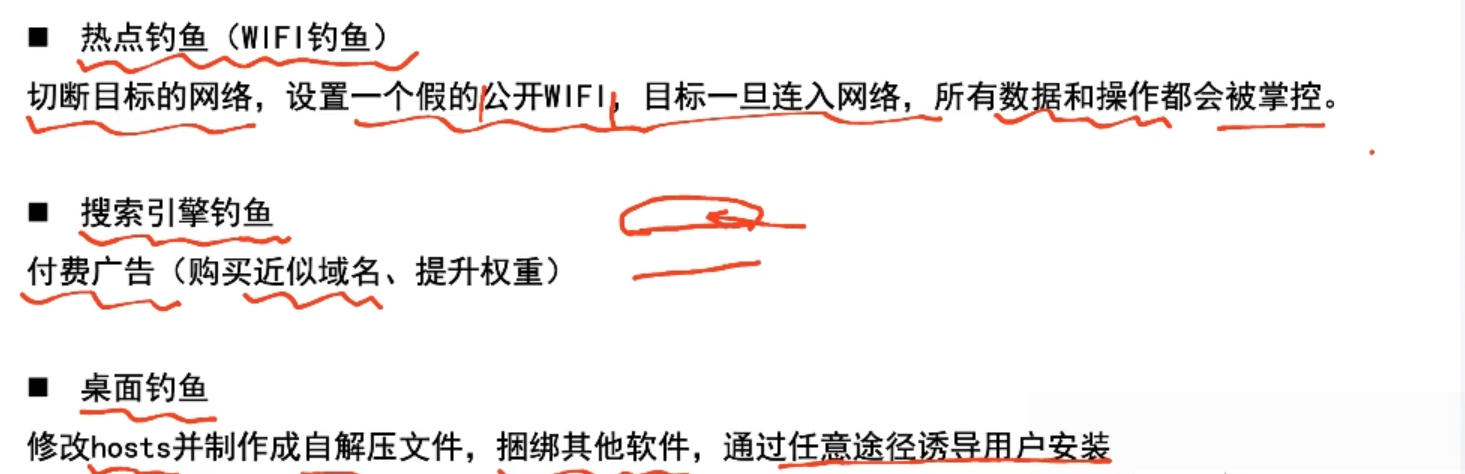 ■ 热点钓鱼（WIFI钓鱼）
切断目标的网络，设置一个假的公开WIFI，目标一旦连入网络，所有数据和操作都会被掌控。
■ 搜索引擎钓鱼
付费广告（购买近似域名、提升权重）
■ 桌面钓鱼
修改hosts并制作成自解压文件，捆绑其他软件，通过任意途径诱导用户安装